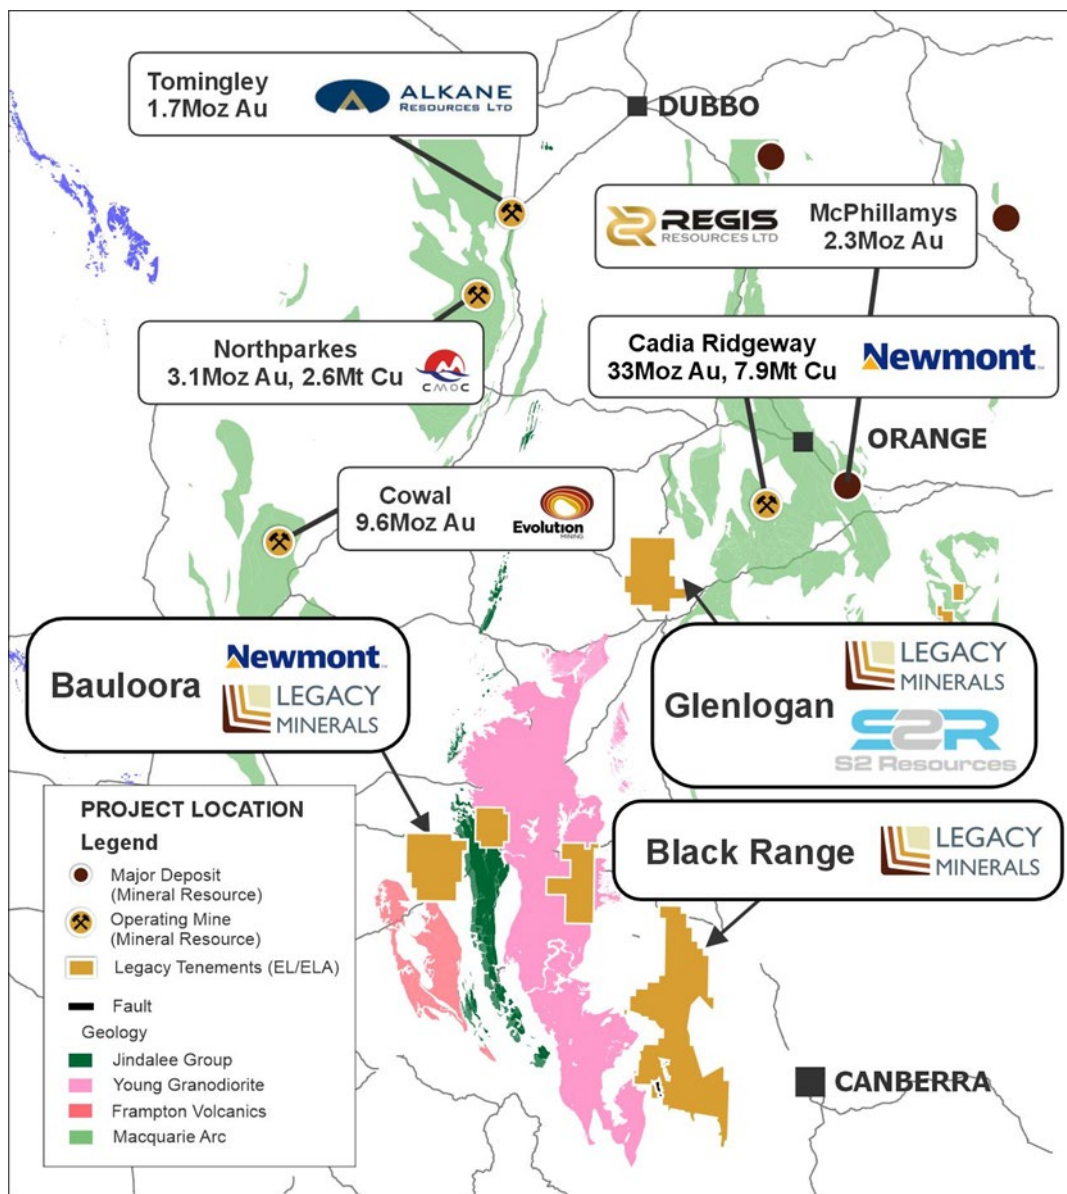 Tomingley
1.7Moz Au
ALKANE
RESOURCES LTD
DUBBO
REGIS
RESOURCES LTD
McPhillamys
2.3Moz Au
Northparkes
3.1Moz Au, 2.6Mt Cu
CMOC
Cadia Ridgeway
33Moz Au, 7.9Mt Cu
Newmont
ORANGE
Cowal
9.6Moz Au
Evolution
MINING
Bauloora
Newmont
LEGACY
MINERALS
Glenlogan
LEGACY
MINERALS
S2R
S2 Resources
Black Range
LEGACY
MINERALS
PROJECT LOCATION
Legend
Major Deposit
(Mineral Resource)
Operating Mine
(Mineral Resource)
Legacy Tenements (EL/ELA)
Fault
Geology
Jindalee Group
Young Granodiorite
Frampton Volcanics
Macquarie Arc
CANBERRA